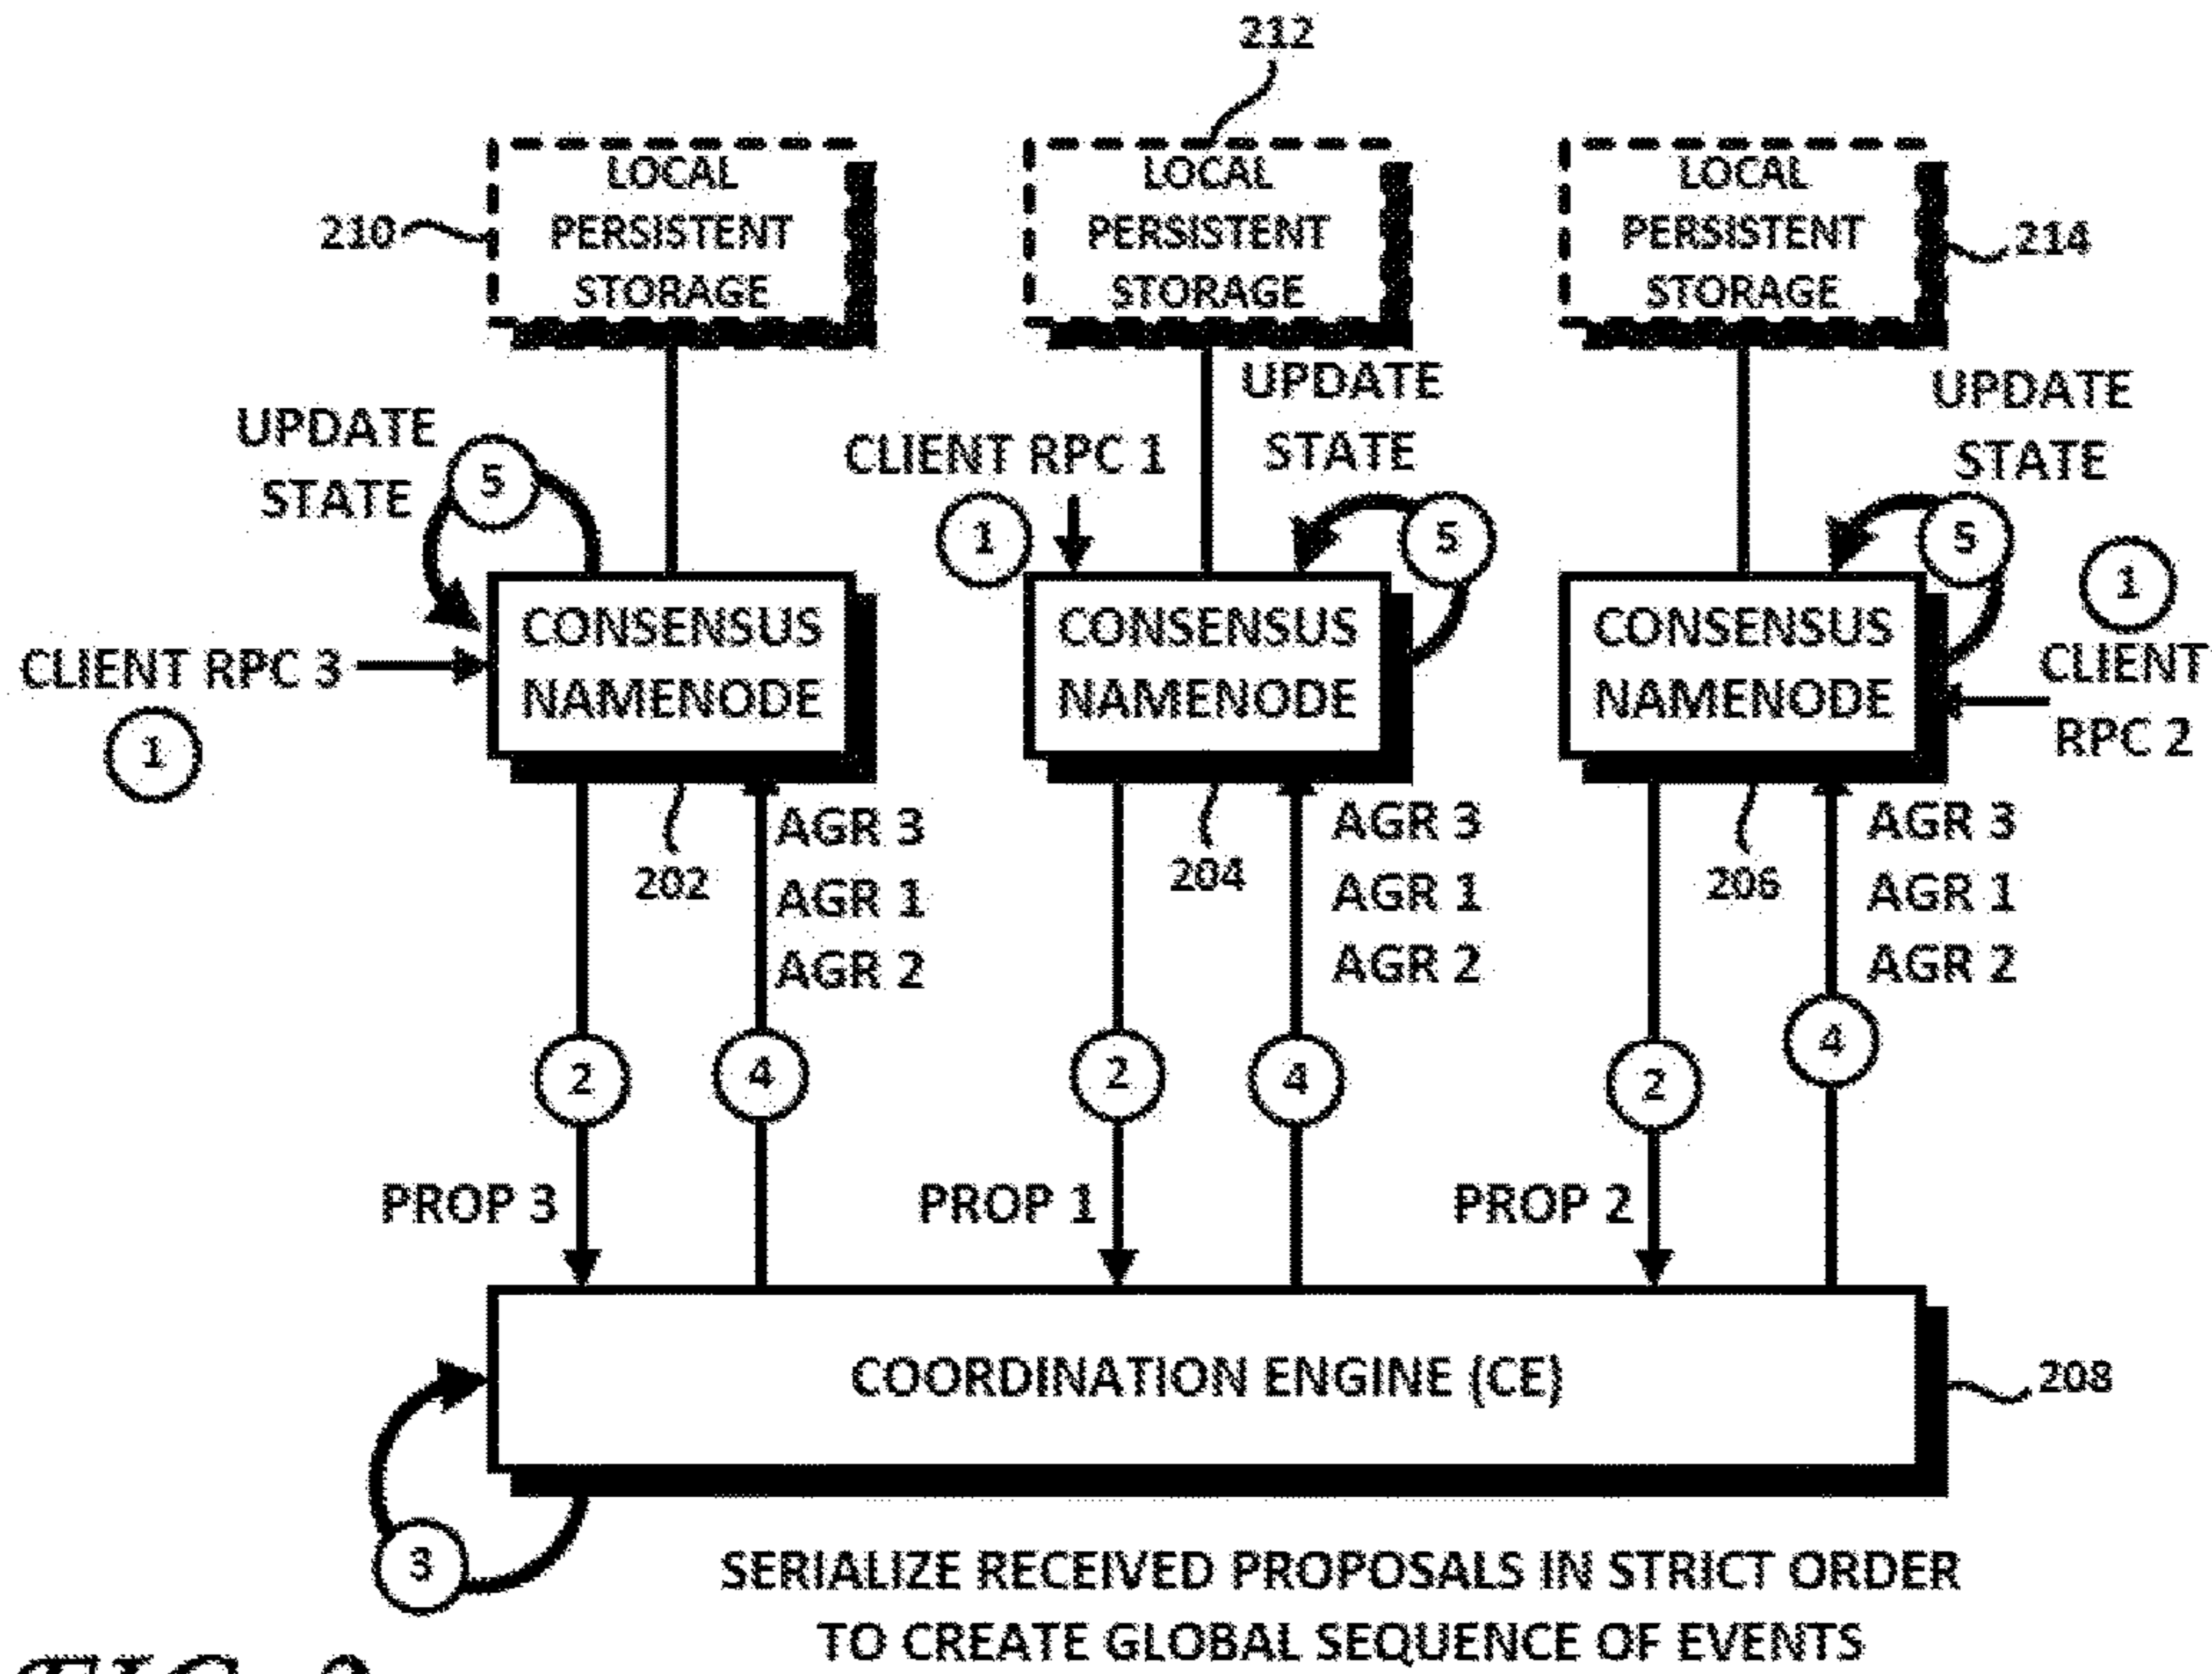 212
LOCAL
PERSISTENT
STORAGE
LOCAL
PERSISTENT
STORAGE
LOCAL
PERSISTENT
STORAGE
210
214
UPDATE
STATE
5
CLIENT RPC 1
1
UPDATE
STATE
5
UPDATE
STATE
5
1
CLIENT
RPC 2
CLIENT RPC 3
1
CONSENSUS
NAMENODE
CONSENSUS
NAMENODE
CONSENSUS
NAMENODE
202
AGR 3
AGR 1
AGR 2
204
AGR 3
AGR 1
AGR 2
206
AGR 3
AGR 1
AGR 2
2
4
2
4
2
4
PROP 3
PROP 1
PROP 2
COORDINATION ENGINE (CE)
208
3
SERIALIZE RECEIVED PROPOSALS IN STRICT ORDER
TO CREATE GLOBAL SEQUENCE OF EVENTS